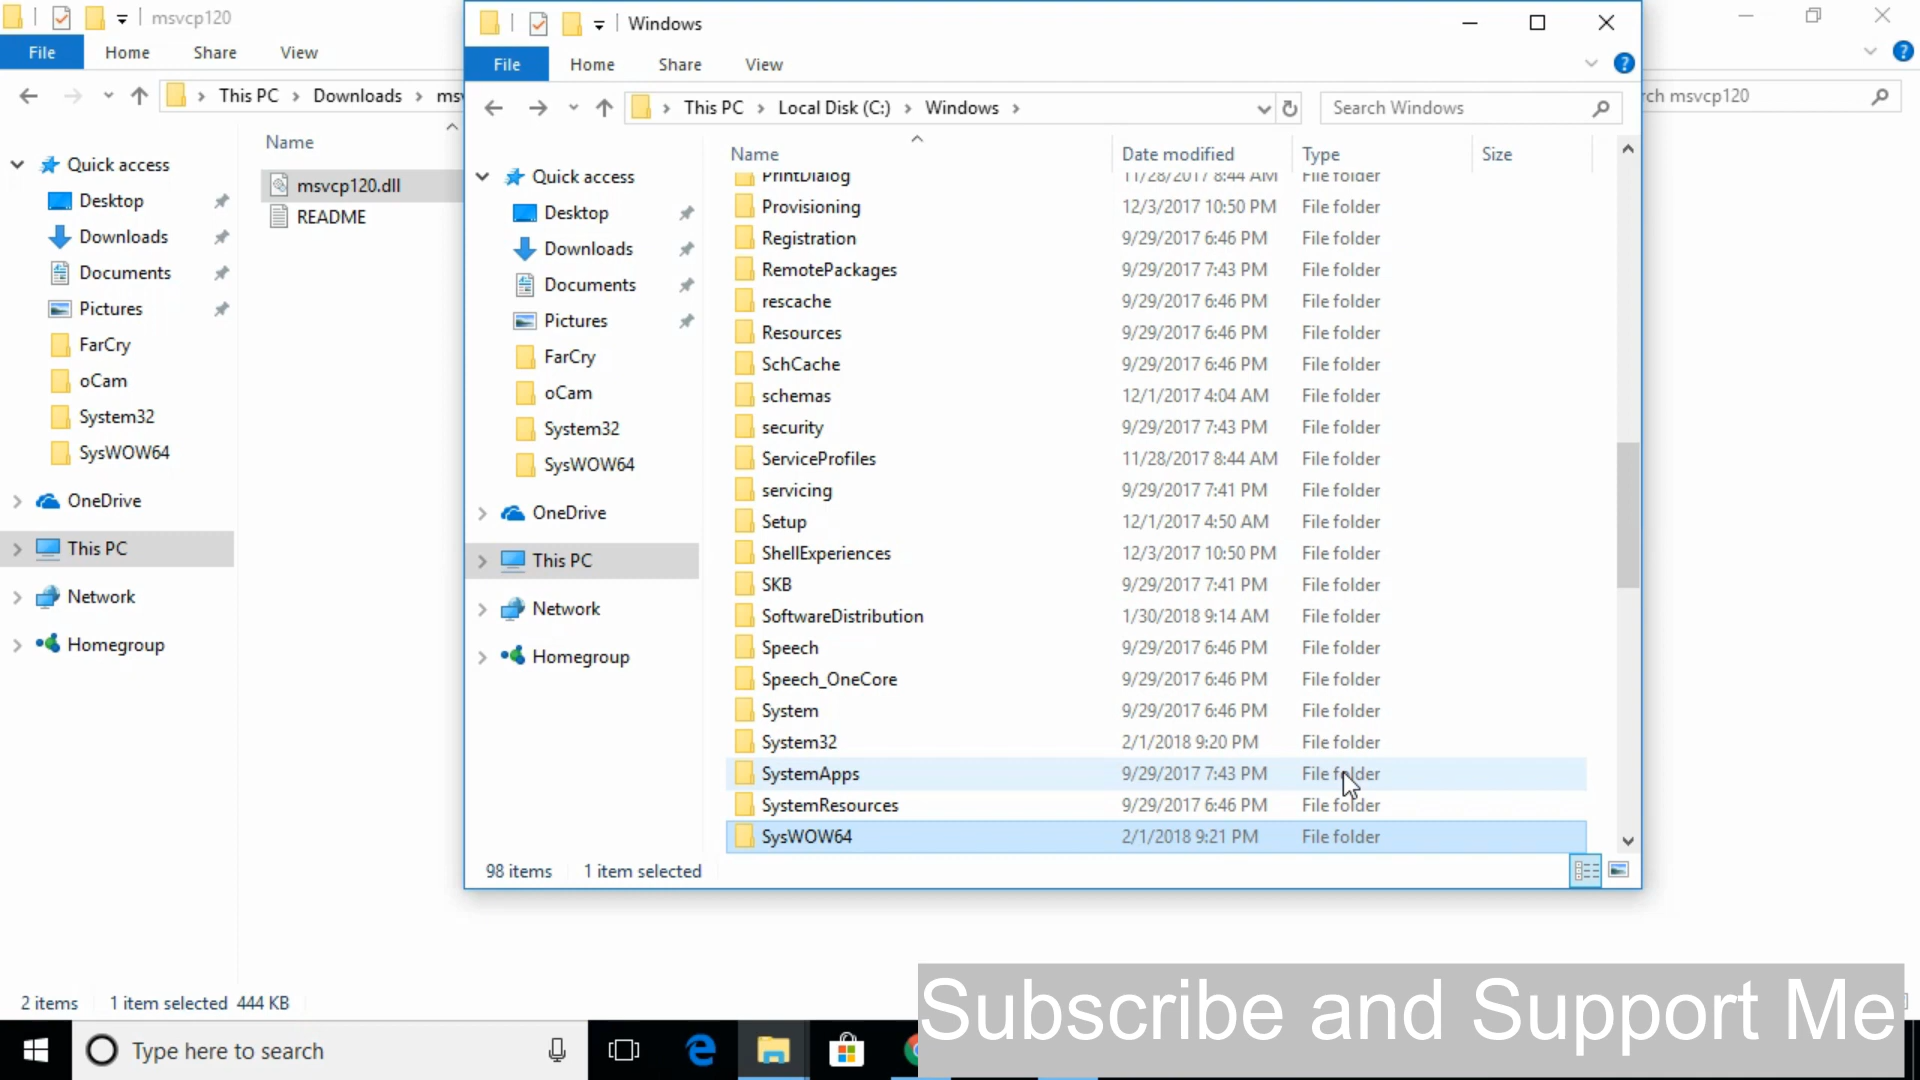 msvcp120
File Home Share View
This PC Downloads
Name
Quick access
Desktop
Downloads
Documents
Pictures
FarCry
oCam
System32
SysWOW64
OneDrive
This PC
Network
Homegroup
msvcp120.dll
README
2 items 1 item selected 444 KB
Windows
File Home Share View
This PC Local Disk (C:) Windows
Search Windows
msvcp120
Quick access
Desktop
Downloads
Documents
Pictures
FarCry
oCam
System32
SysWOW64
OneDrive
This PC
Network
Homegroup
Name Date modified Type Size
PrintDialog 11/28/2017 8:44 AM File folder
Provisioning 12/3/2017 10:50 PM File folder
Registration 9/29/2017 6:46 PM File folder
RemotePackages 9/29/2017 7:43 PM File folder
rescache 9/29/2017 6:46 PM File folder
Resources 9/29/2017 6:46 PM File folder
SchCache 9/29/2017 6:46 PM File folder
schemas 12/1/2017 4:04 AM File folder
security 9/29/2017 7:43 PM File folder
ServiceProfiles 11/28/2017 8:44 AM File folder
servicing 9/29/2017 7:41 PM File folder
Setup 12/1/2017 4:50 AM File folder
ShellExperiences 12/3/2017 10:50 PM File folder
SKB 9/29/2017 7:41 PM File folder
SoftwareDistribution 1/30/2018 9:14 AM File folder
Speech 9/29/2017 6:46 PM File folder
Speech_OneCore 9/29/2017 6:46 PM File folder
System 9/29/2017 6:46 PM File folder
System32 2/1/2018 9:20 PM File folder
SystemApps 9/29/2017 7:43 PM File folder
SystemResources 9/29/2017 6:46 PM File folder
SysWOW64 2/1/2018 9:21 PM File folder
98 items 1 item selected
Subscribe and Support Me
Type here to search